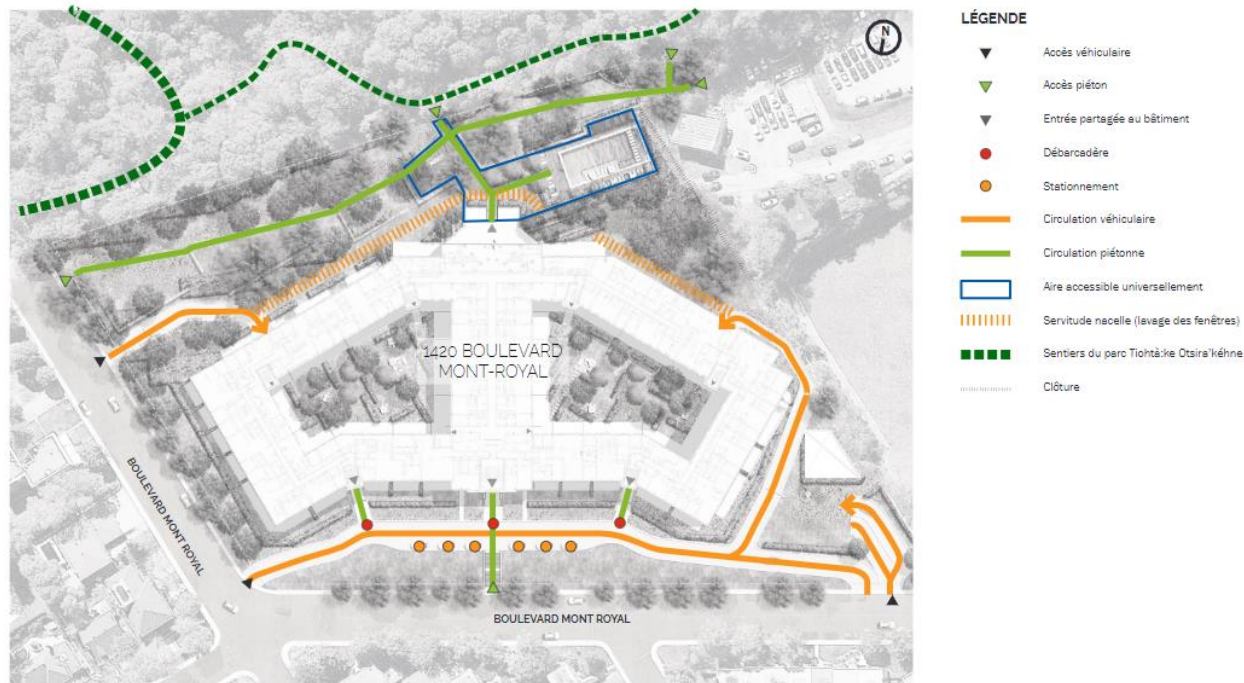 N
1420 BOULEVARD
MONT-ROYAL
BOULEVARD MONT ROYAL
BOULEVARD MONT ROYAL
LÉGENDE
Accès véhiculaire
Accès piéton
Entrée partagée au bâtiment
Débarcadère
Stationnement
Circulation véhiculaire
Circulation piétonne
Aire accessible universellement
Servitude nacelle (lavage des fenêtres)
Sentiers du parc Tiohtà:ke Otsira'kéhne
Clôture